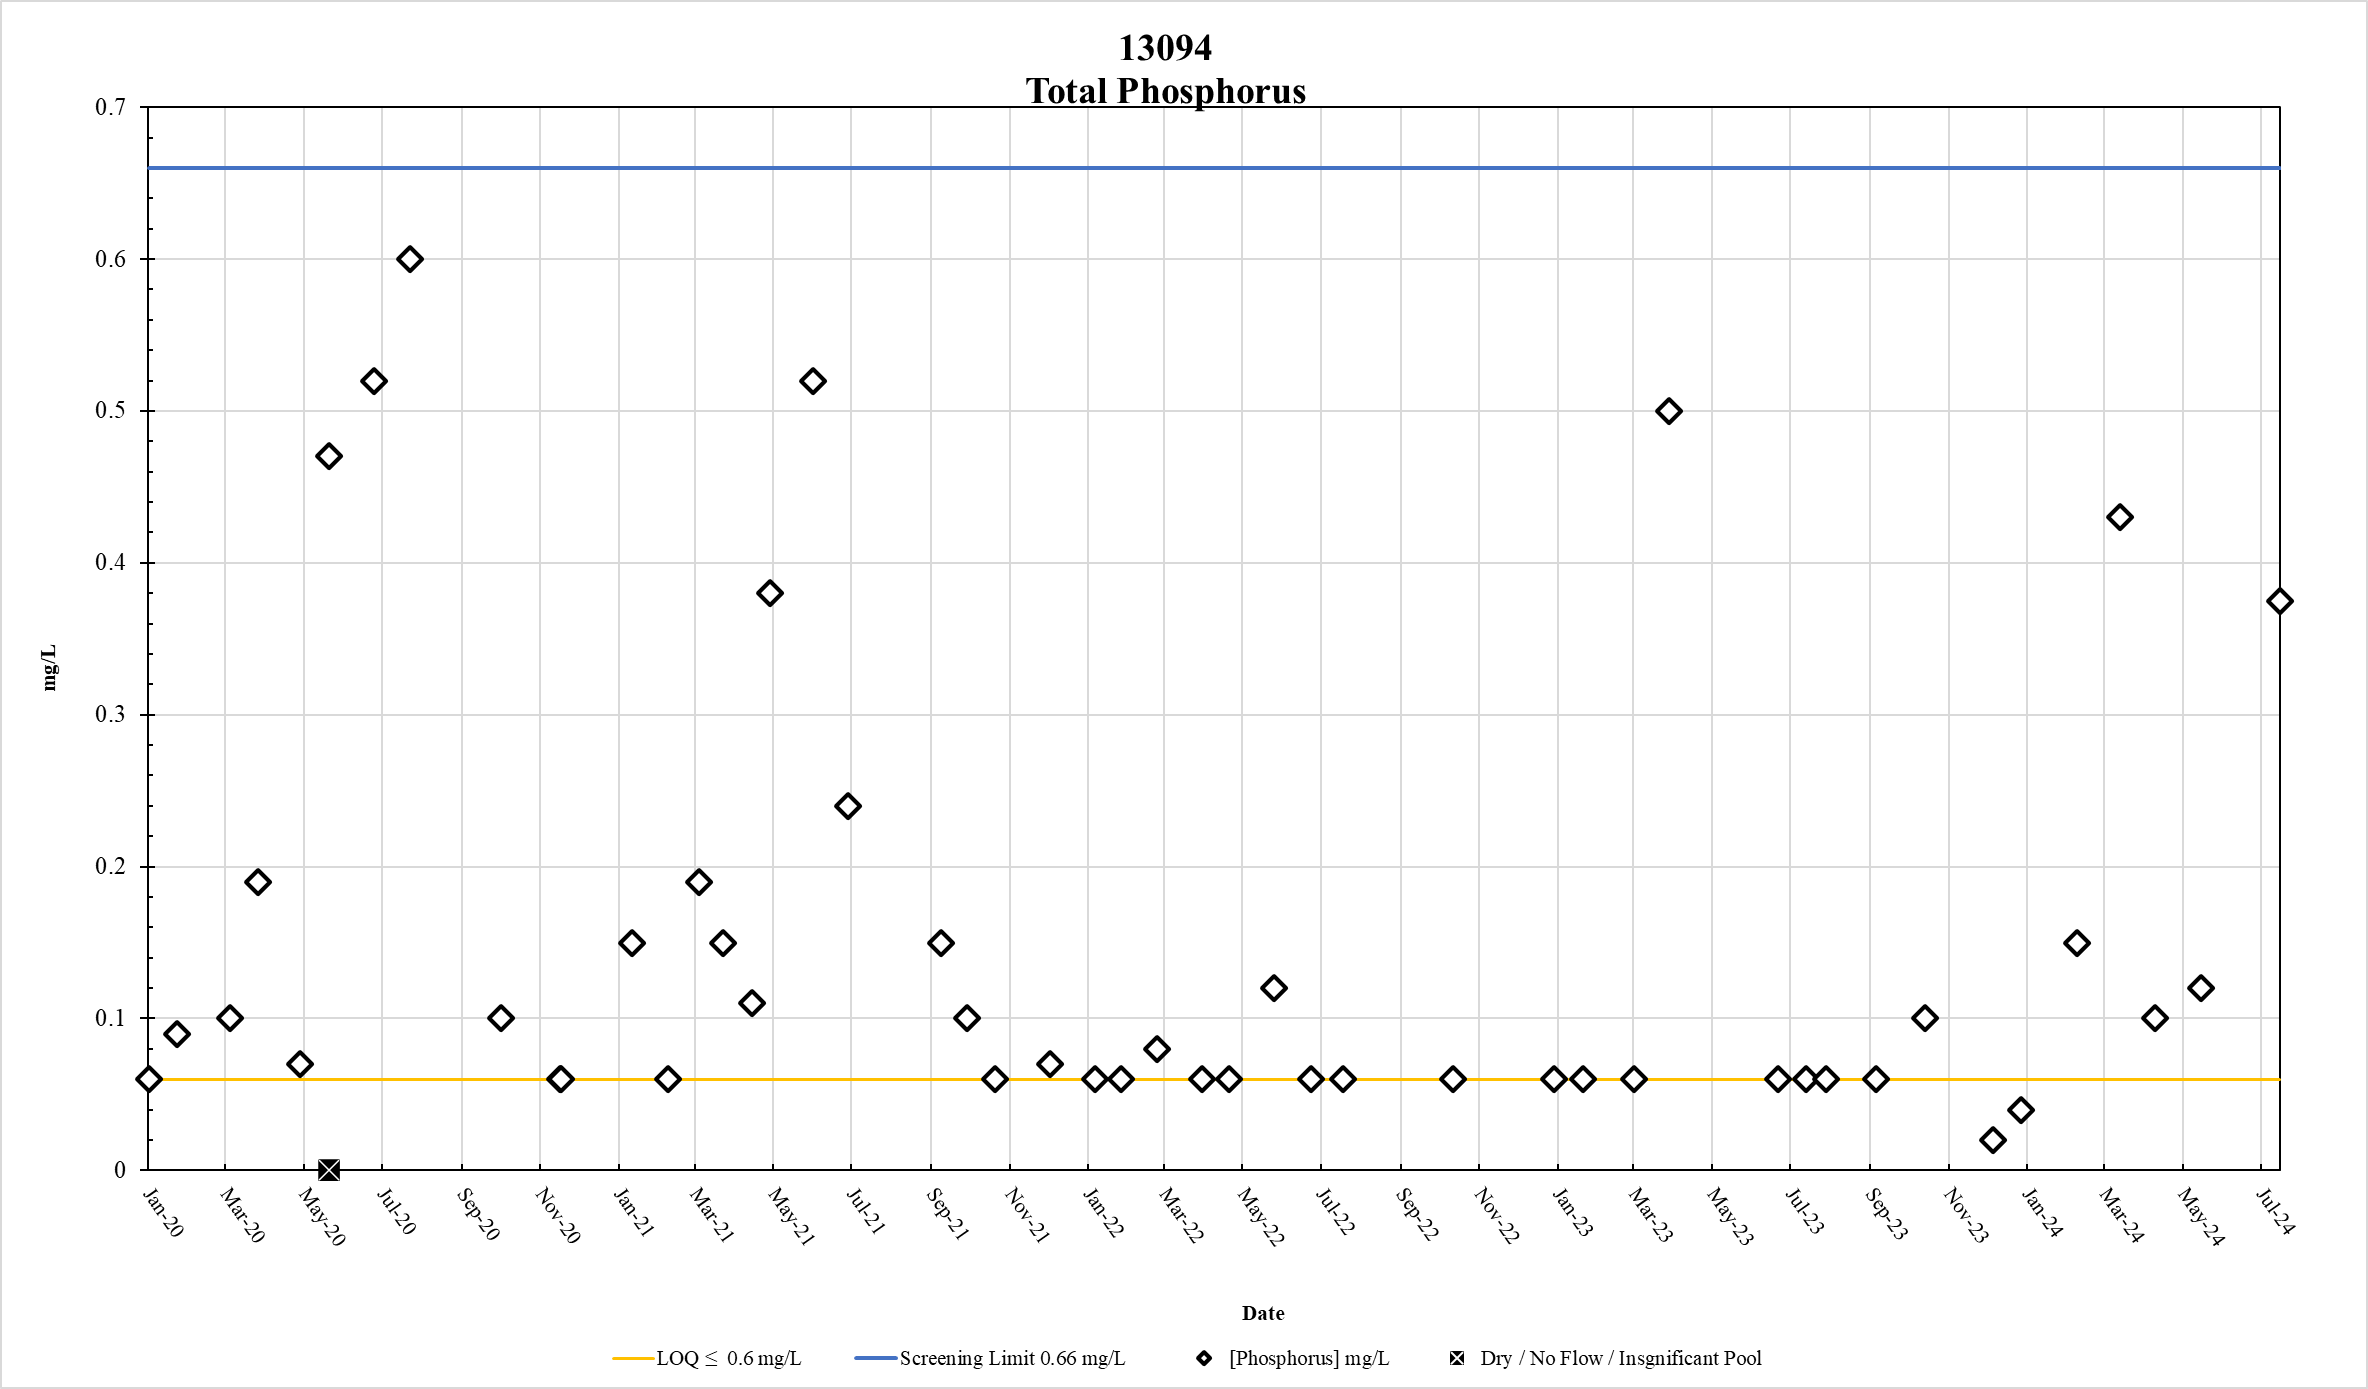 13094
Total Phosphorus
0.7
0.6
0.5
0.4
0.3
0.2
0.1
0
mg/L
Jan-20 Mar-20 May-20 Jul-20 Sep-20 Nov-20 Jan-21 Mar-21 May-21 Jul-21 Sep-21 Nov-21 Jan-22 Mar-22 May-22 Jul-22 Sep-22 Nov-22 Jan-23 Mar-23 May-23 Jul-23 Sep-23 Nov-23 Jan-24 Mar-24 May-24 Jul-24
Date
LOQ ≤ 0.6 mg/L Screening Limit 0.66 mg/L [Phosphorus] mg/L Dry / No Flow / Insgnificant Pool